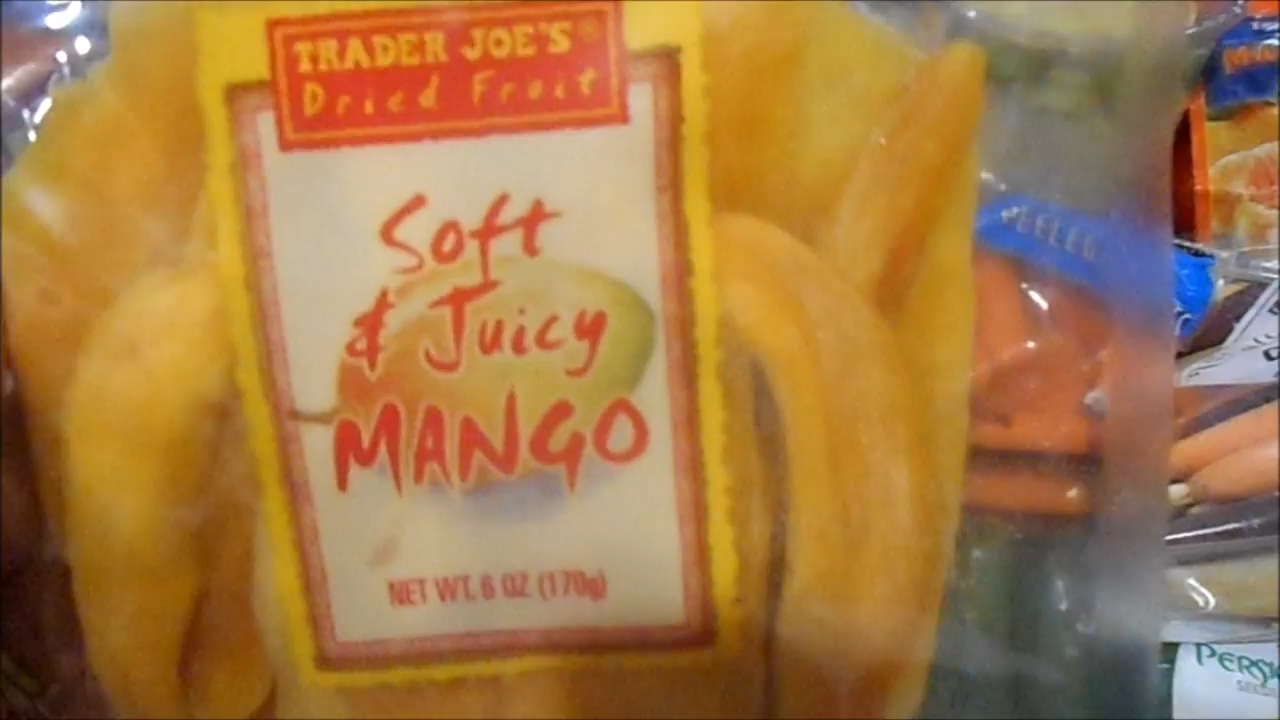 TRADER JOE'S®
Dried Fruit
Soft
& Juicy
MANGO
NET WT. 6 OZ (170g)
PEELED